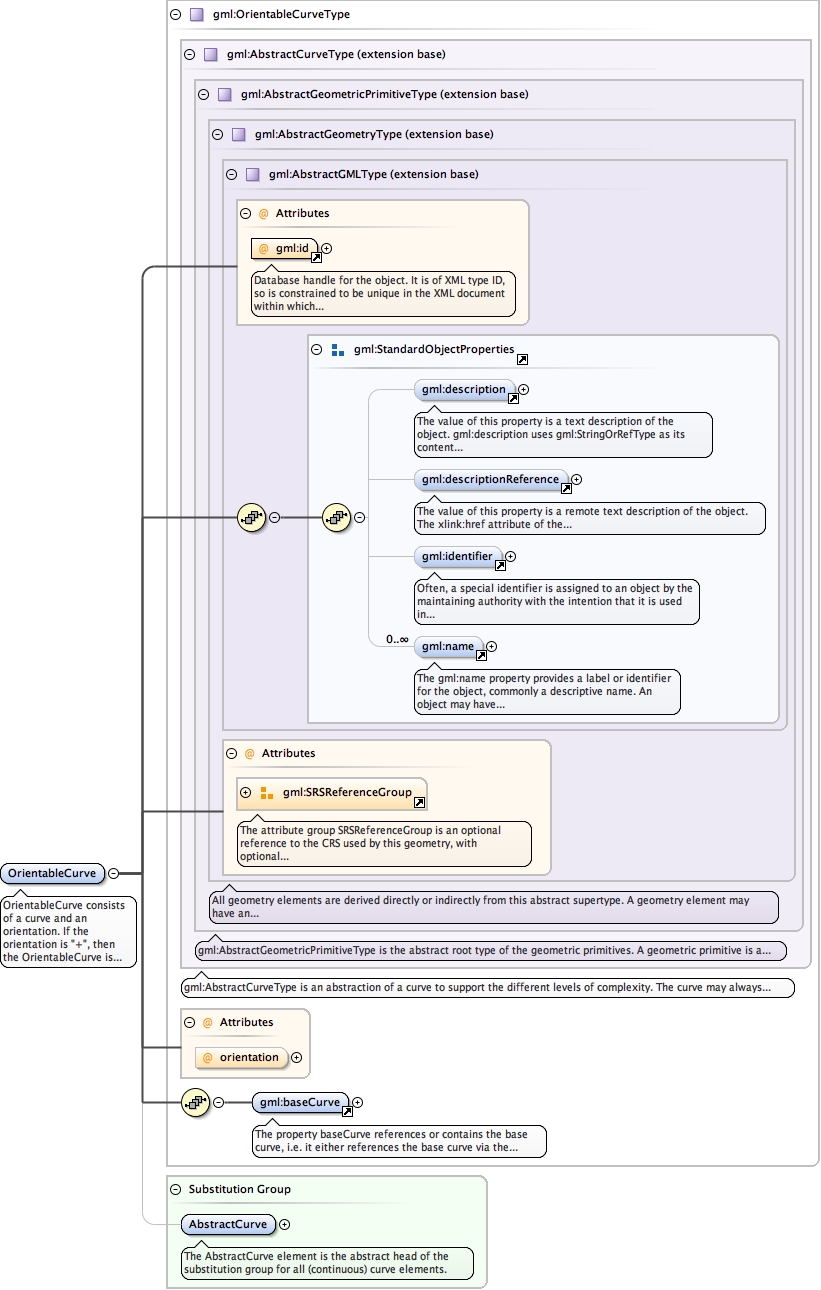 gml:OrientableCurveType
gml:AbstractCurveType (extension base)
gml:AbstractGeometricPrimitiveType (extension base)
gml:AbstractGeometryType (extension base)
gml:AbstractGMLType (extension base)
@ Attributes
@ gml:id
Database handle for the object. It is of XML type ID,
so is constrained to be unique in the XML document
within which...
gml:StandardObjectProperties
gml:description
The value of this property is a text description of the
object. gml:description uses gml:StringOrRefType as its
content...
gml:descriptionReference
The value of this property is a remote text description of the object.
The xlink:href attribute of the...
gml:identifier
Often, a special identifier is assigned to an object by the
maintaining authority with the intention that it is used
in...
0..∞
gml:name
The gml:name property provides a label or identifier
for the object, commonly a descriptive name. An
object may have...
@ Attributes
gml:SRSReferenceGroup
The attribute group SRSReferenceGroup is an optional
reference to the CRS used by this geometry, with
optional...
OrientableCurve
OrientableCurve consists
of a curve and an
orientation. If the
orientation is "+", then
the OrientableCurve is...
All geometry elements are derived directly or indirectly from this abstract supertype. A geometry element may
have an...
gml:AbstractGeometricPrimitiveType is the abstract root type of the geometric primitives. A geometric primitive is a...
gml:AbstractCurveType is an abstraction of a curve to support the different levels of complexity. The curve may always...
@ Attributes
@ orientation
gml:baseCurve
The property baseCurve references or contains the base
curve, i.e. it either references the base curve via the...
Substitution Group
AbstractCurve
The AbstractCurve element is the abstract head of the
substitution group for all (continuous) curve elements.